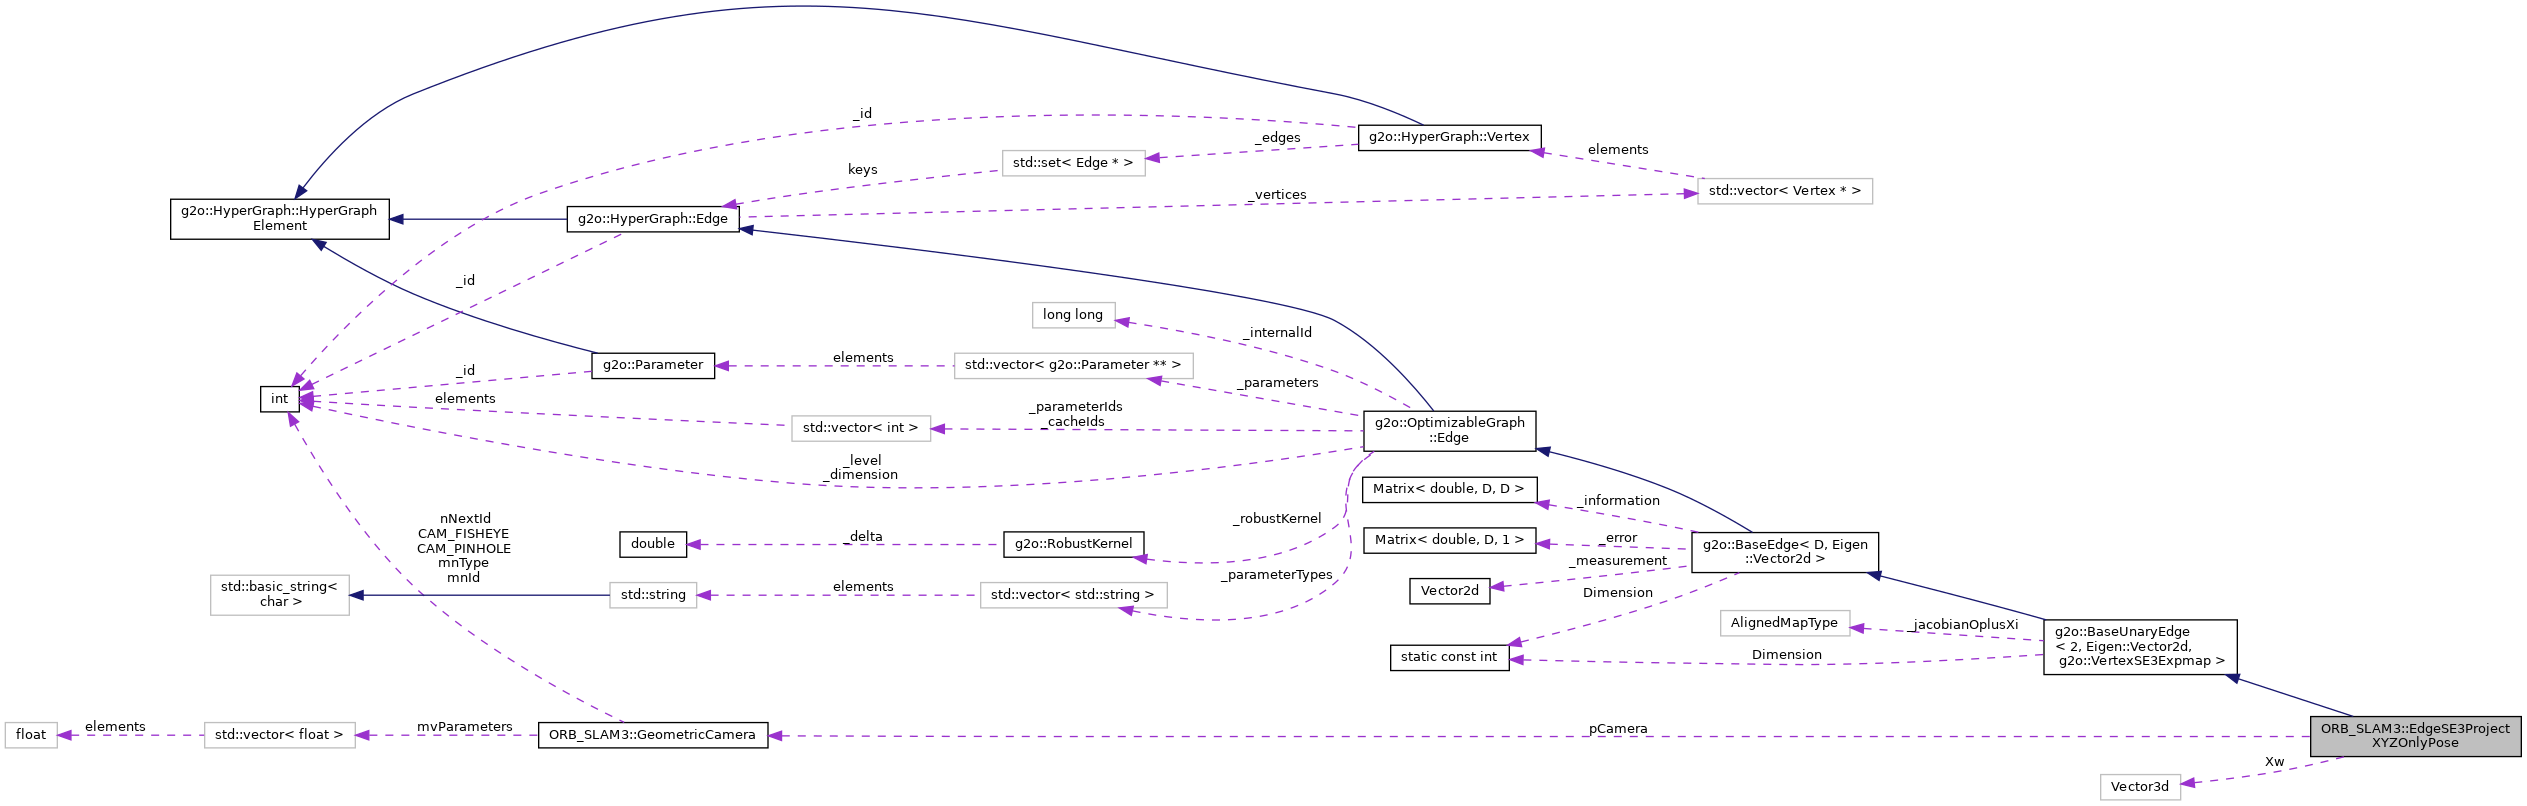 _id
g2o::HyperGraph::Vertex
_edges
std::set< Edge * >
elements
keys
std::vector< Vertex * >
_vertices
g2o::HyperGraph::HyperGraph
Element
g2o::HyperGraph::Edge
_id
long long
_internalId
g2o::Parameter
elements
std::vector< g2o::Parameter ** >
_id
_parameters
int
elements
_parameterIds
_cacheIds
std::vector< int >
g2o::OptimizableGraph
::Edge
_level
_dimension
Matrix< double, D, D >
_information
nNextId
CAM_FISHEYE
CAM_PINHOLE
mnType
mnId
_robustKernel
double
_delta
g2o::RobustKernel
Matrix< double, D, 1 >
_error
g2o::BaseEdge< D, Eigen
::Vector2d >
_measurement
_parameterTypes
std::basic_string<
char >
std::string
elements
std::vector< std::string >
Vector2d
Dimension
AlignedMapType
_jacobianOplusXi
g2o::BaseUnaryEdge
< 2, Eigen::Vector2d,
g2o::VertexSE3Expmap >
static const int
Dimension
float
elements
std::vector< float >
mvParameters
ORB_SLAM3::GeometricCamera
pCamera
ORB_SLAM3::EdgeSE3Project
XYZOnlyPose
Xw
Vector3d